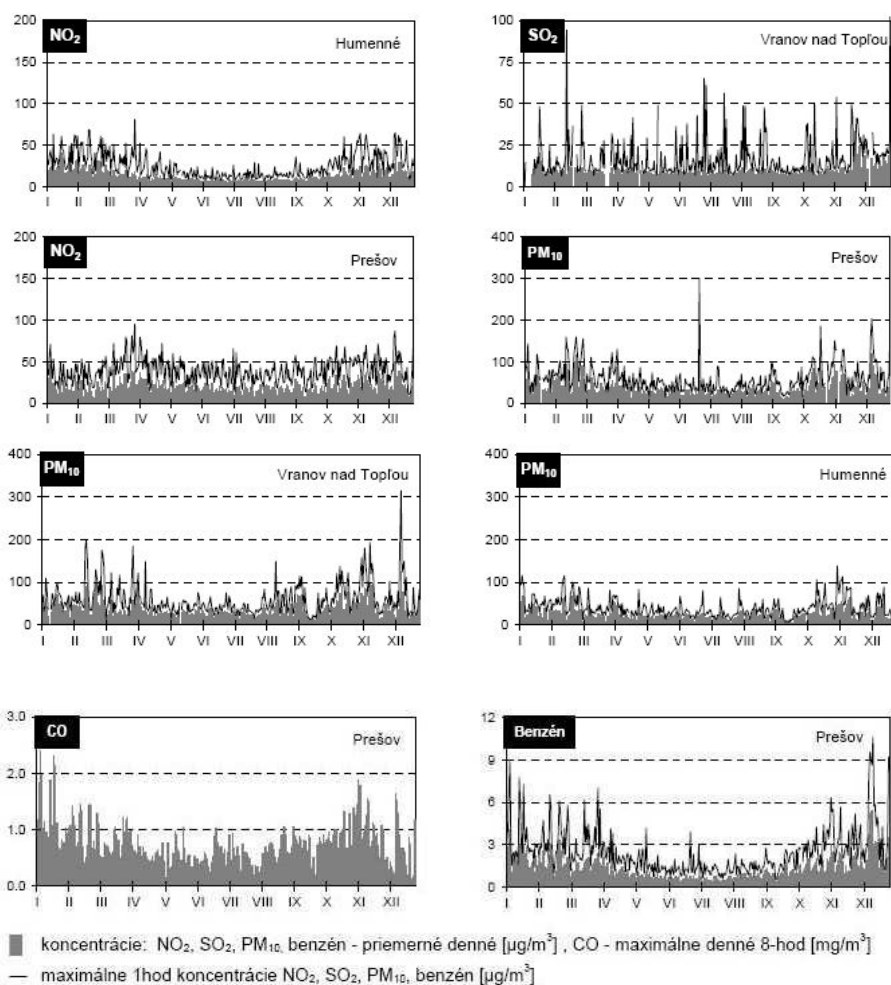 NO₂
Humenné
200
150
100
50
0
I II III IV V VI VII VIII IX X XI XII
SO₂
Vranov nad Topľou
100
75
50
25
0
I II III IV V VI VII VIII IX X XI XII
NO₂
Prešov
200
150
100
50
0
I II III IV V VI VII VIII IX X XI XII
PM₁₀
Prešov
400
300
200
100
0
I II III IV V VI VII VIII IX X XI XII
PM₁₀
Vranov nad Topľou
400
300
200
100
0
I II III IV V VI VII VIII IX X XI XII
PM₁₀
Humenné
400
300
200
100
0
I II III IV V VI VII VIII IX X XI XII
CO
Prešov
3.0
2.0
1.0
0.0
I II III IV V VI VII VIII IX X XI XII
Benzén
Prešov
12
9
6
3
0
I II III IV V VI VII VIII IX X XI XII
koncentrácie: NO₂, SO₂, PM₁₀, benzén - priemerné denné [µg/m³] , CO - maximálne denné 8-hod [mg/m³]
— maximálne 1hod koncentrácie NO₂, SO₂, PM₁₀, benzén [µg/m³]